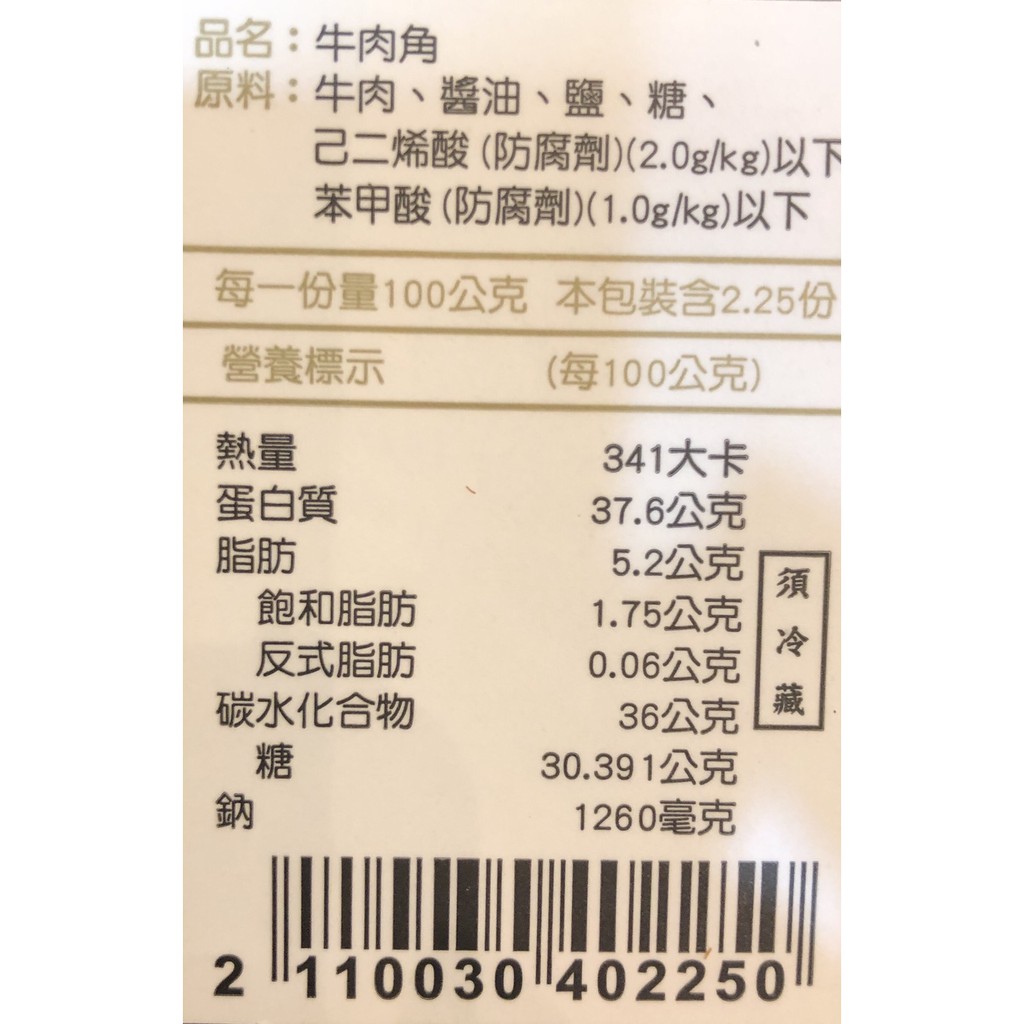 品名：牛肉角
原料：牛肉、醬油、鹽、糖、
己二烯酸(防腐劑)(2.0g/kg)以下
苯甲酸(防腐劑)(1.0g/kg)以下
每一份量100公克 本包裝含2.25份
營養標示 (每100公克)
熱量 341大卡
蛋白質 37.6公克
脂肪 5.2公克
飽和脂肪 1.75公克
反式脂肪 0.06公克
碳水化合物 36公克
糖 30.391公克
鈉 1260毫克
須冷藏
2 110030 402250